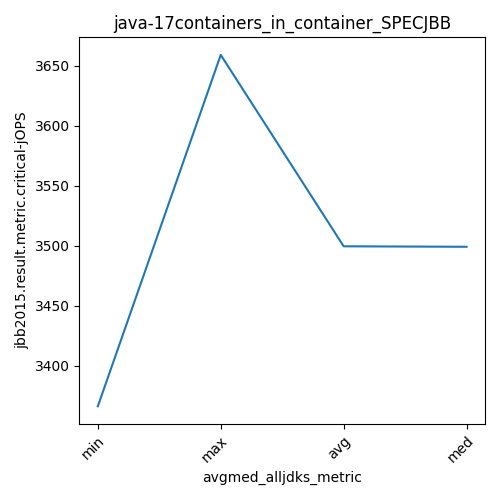 java-17containers_in_container_SPECJBB
jbb2015.result.metric.critical-jOPS
3650
3600
3550
3500
3450
3400
min
max
avg
med
avgmed_alljdks_metric